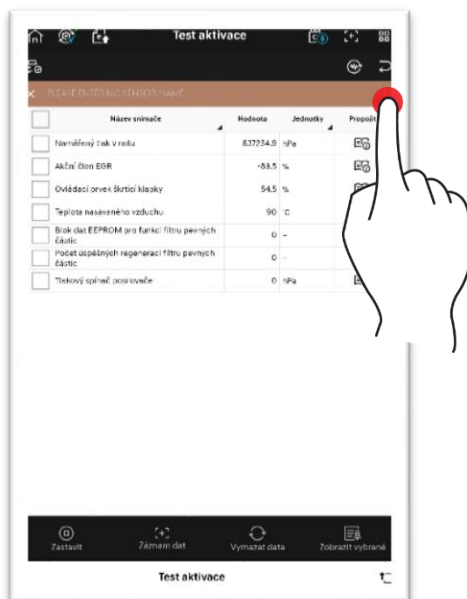 Test aktivace
× PLEASE ENTERING SENSOR NAME
Název snímače Hodnota Jednotky Propojit
Naměřený tlak v railu 637254.9 hPa
Akční člen EGR -83.5 %
Ovládací prvek škrticí klapky 54.5 %
Teplota nasávaného vzduchu 90 °C
Blok dat EEPROM pro funkci filtru pevných
částic 0 -
Počet úspěšných regenerací filtru pevných
částic 0 -
Tlakový spínač posilovače 0 hPa
Zastavit Záznam dat Vymazat data Zobrazit vybrané
Test aktivace